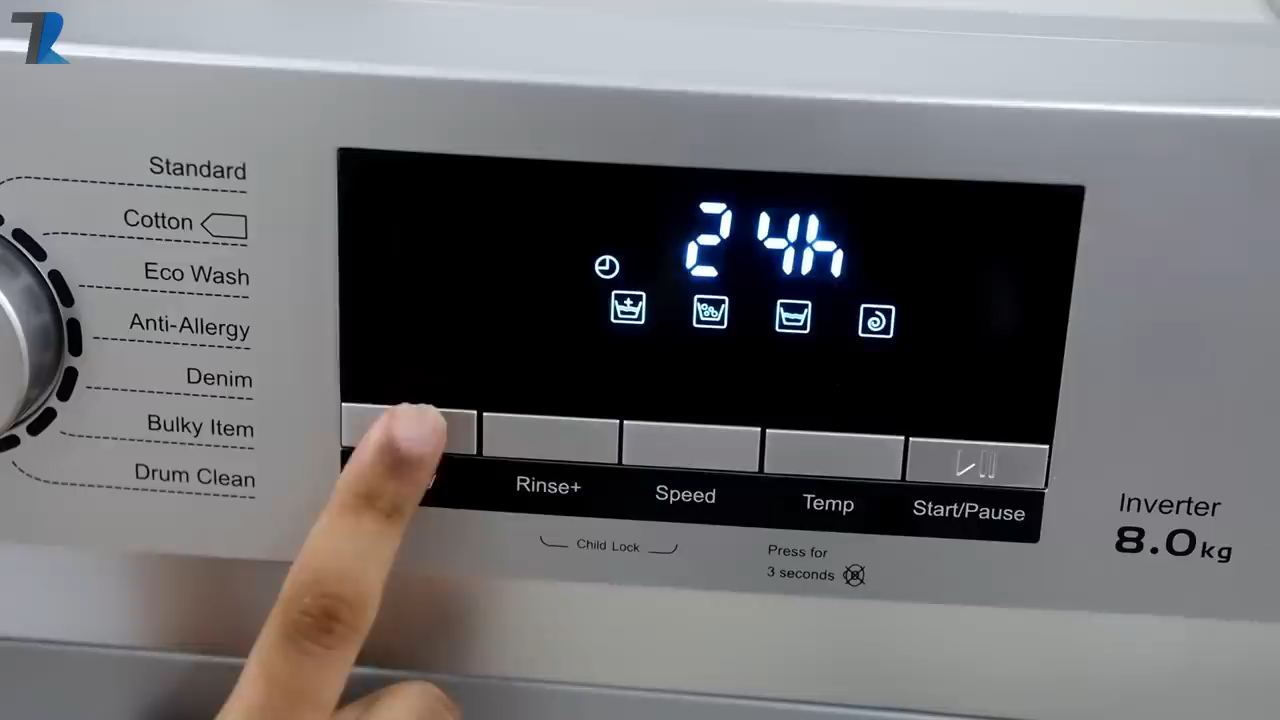 Standard
Cotton
Eco Wash
Anti-Allergy
Denim
Bulky Item
Drum Clean
24h
Rinse+
Speed
Temp
Start/Pause
Child Lock
Press for
3 seconds
Inverter
8.0kg